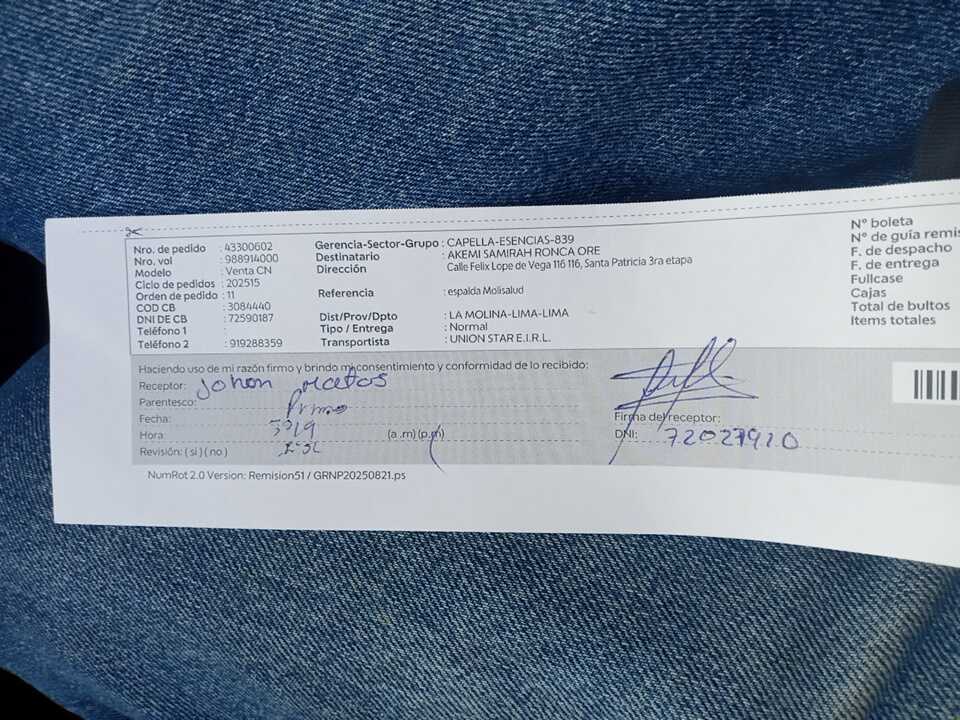 Nro. de pedido : 43300602
Nro. vol : 988914000
Modelo : Venta CN
Ciclo de pedidos : 202515
Orden de pedido : 11
COD CB : 3084440
DNI DE CB : 72590187
Teléfono 1 :
Teléfono 2 : 919288359
Gerencia-Sector-Grupo : CAPELLA-ESENCIAS-839
Destinatario : AKEMI SAMIRAH RONCA ORE
Dirección : Calle Felix Lope de Vega 116 116, Santa Patricia 3ra etapa
Referencia : espalda Molisalud
Dist/Prov/Dpto : LA MOLINA-LIMA-LIMA
Tipo / Entrega : Normal
Transportista : UNION STAR E.I.R.L.
N° boleta
N° de guía remis
F. de despacho
F. de entrega
Fullcase
Cajas
Total de bultos
Items totales
Haciendo uso de mi razón firmo y brindo mi consentimiento y conformidad de lo recibido:
Receptor: Johon Matos
Parentesco: Primo
Fecha:
Hora: (a .m) (p.m)
Revisión: ( si ) ( no )
Firma del receptor:
DNI: 72027910
NumRot 2.0 Version: Remision51 / GRNP20250821.ps